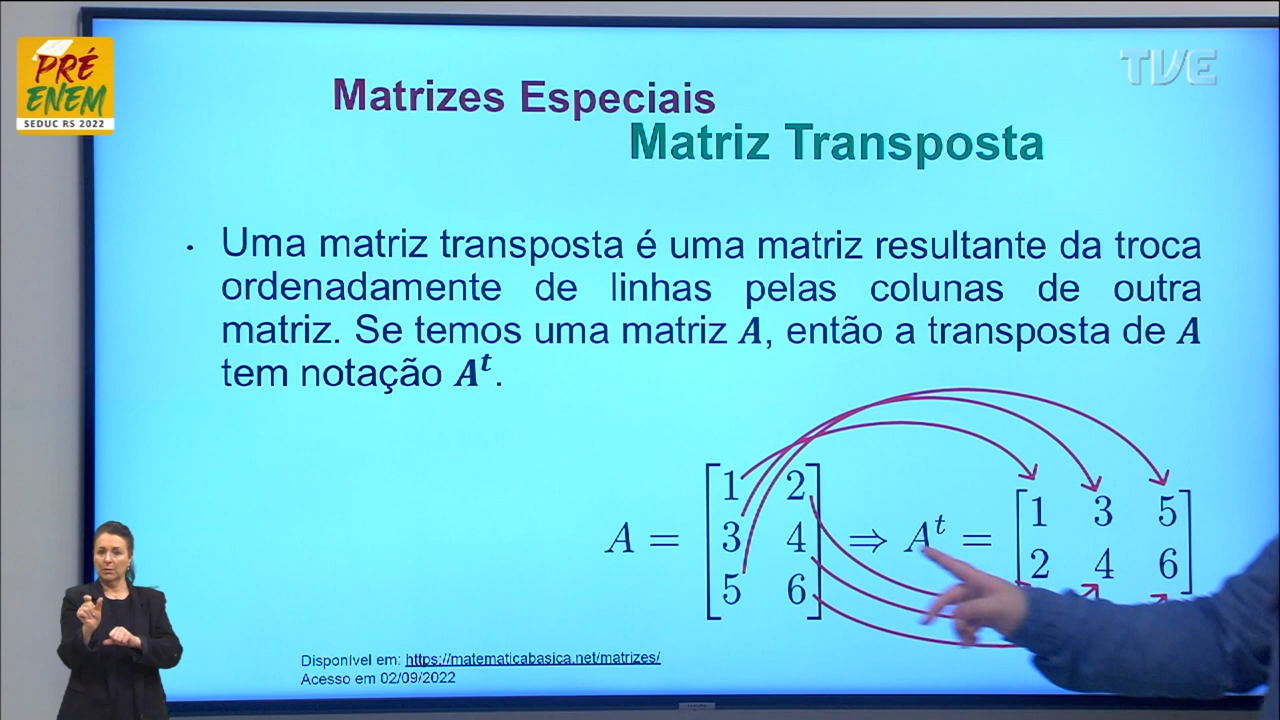 PRÉ
ENEM
SEDUC RS 2022
TVE
Matrizes Especiais
Matriz Transposta
• Uma matriz transposta é uma matriz resultante da troca
ordenadamente de linhas pelas colunas de outra
matriz. Se temos uma matriz A, então a transposta de A
tem notação Aᵗ.
A = [1 2; 3 4; 5 6] ⇒ Aᵗ = [1 3 5; 2 4 6]
Disponível em: https://matematicabasica.net/matrizes/
Acesso em 02/09/2022